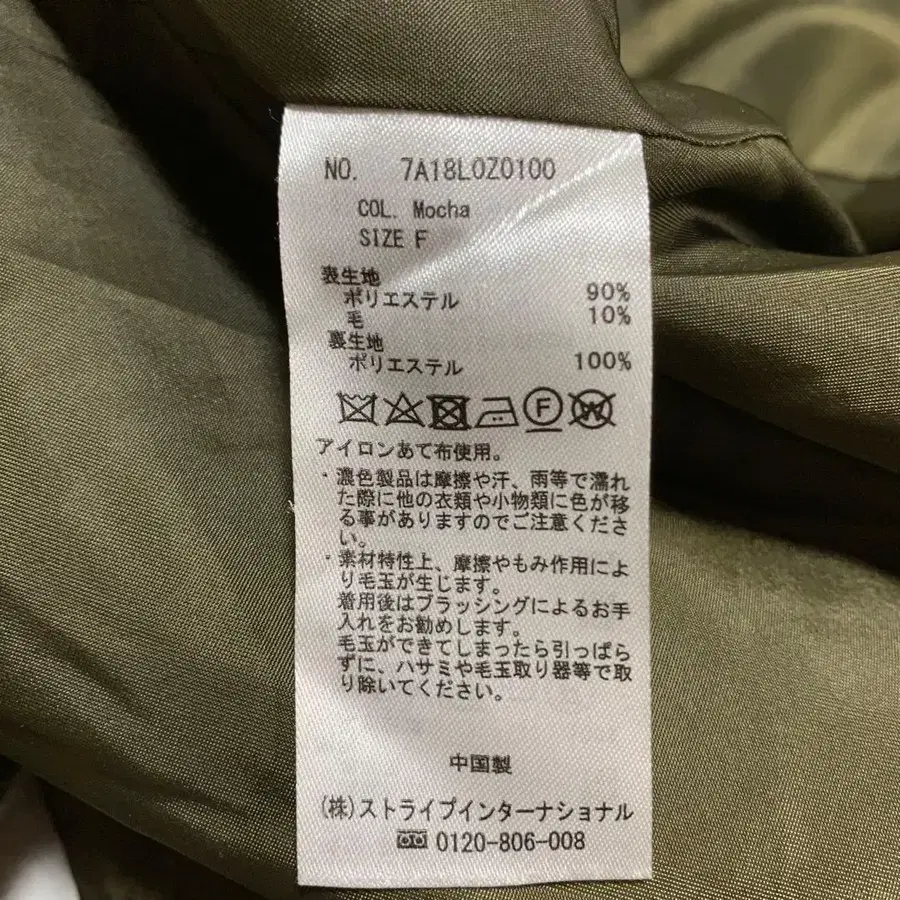 NO. 7A18L0Z0100
COL. Mocha
SIZE F
表生地
ポリエステル 90%
毛 10%
裏生地
ポリエステル 100%
F W
アイロンあて布使用。
・濃色製品は摩擦や汗、雨等で濡れ
た際に他の衣類や小物類に色が移
る事がありますのでご注意くださ
い。
・素材特性上、摩擦やもみ作用によ
り毛玉が生じます。
着用後はブラッシングによるお手
入れをお勧めします。
毛玉ができてしまったら引っぱら
ずに、ハサミや毛玉取り器等で取
り除いてください。
中国製
(株)ストライプインターナショナル
0120-806-008